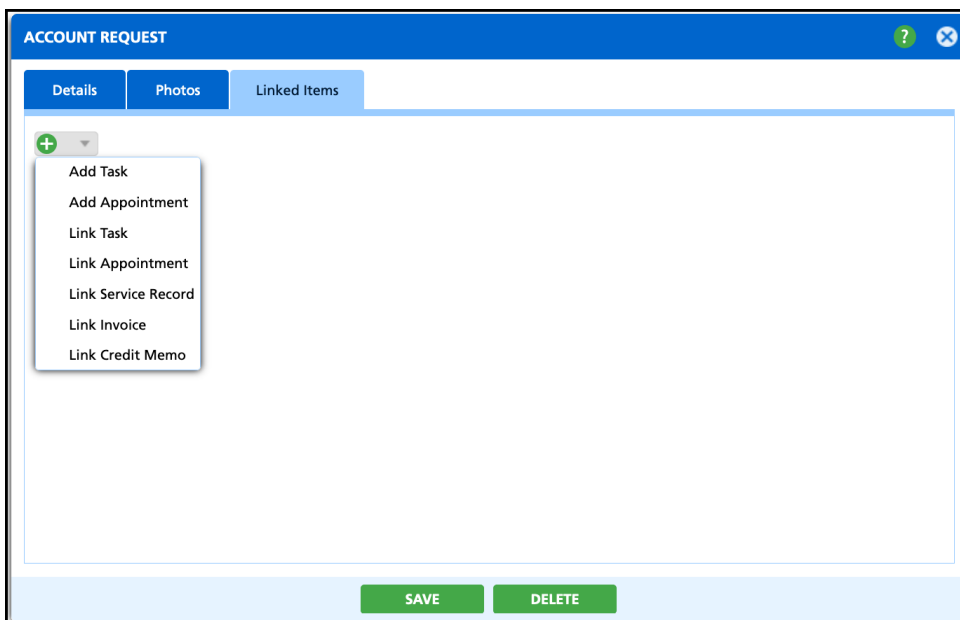 ACCOUNT REQUEST ?
Details Photos Linked Items
Add Task
Add Appointment
Link Task
Link Appointment
Link Service Record
Link Invoice
Link Credit Memo
SAVE DELETE